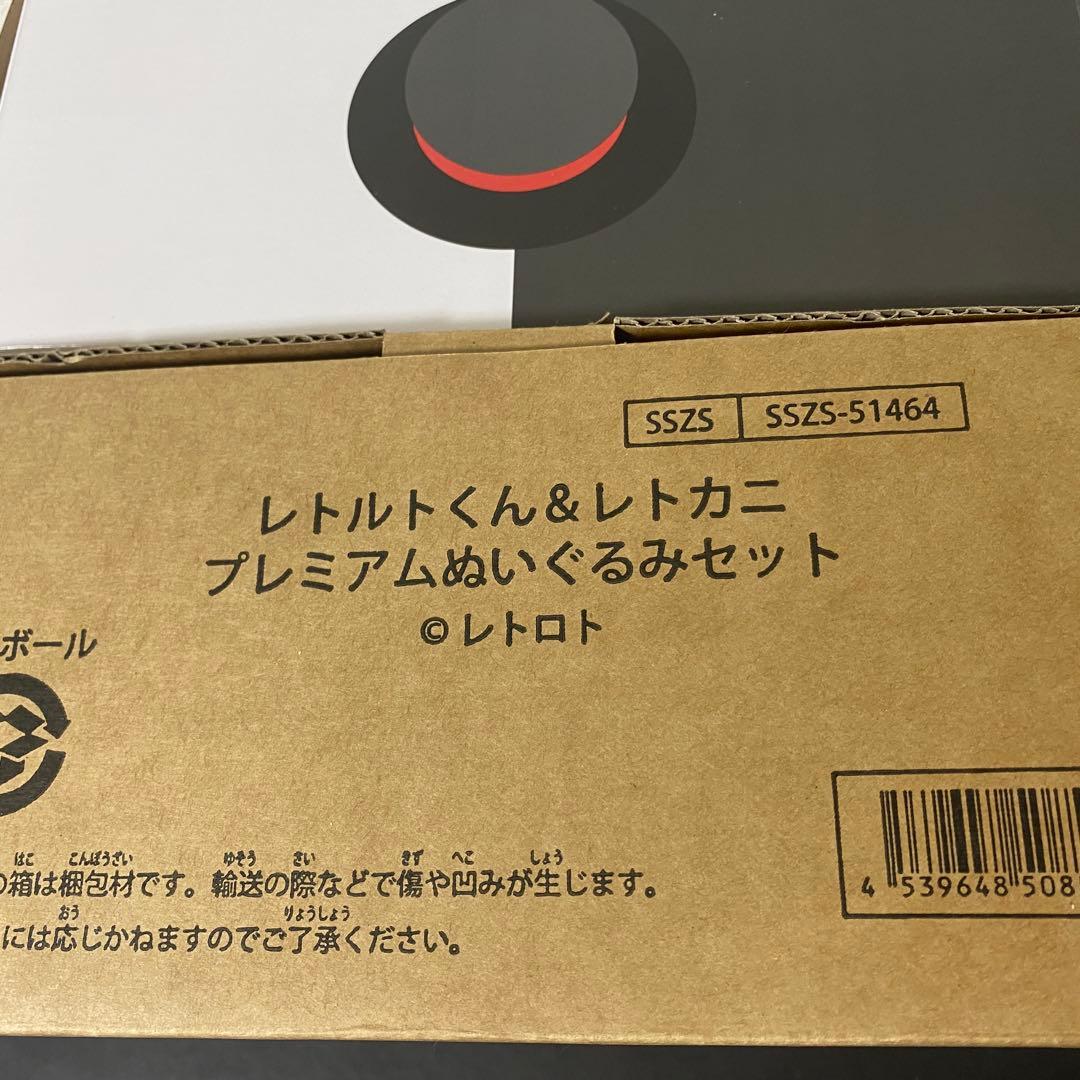 SSZS SSZS-51464
レトルトくん&レトカニ
プレミアムぬいぐるみセット
©レトロト
ボール
はこ こんぽうざい ゆそう さい きず へこ しょう
の箱は梱包材です。輸送の際などで傷や凹みが生じます。
おう りょうしょう
には応じかねますのでご了承ください。
4 539648 508